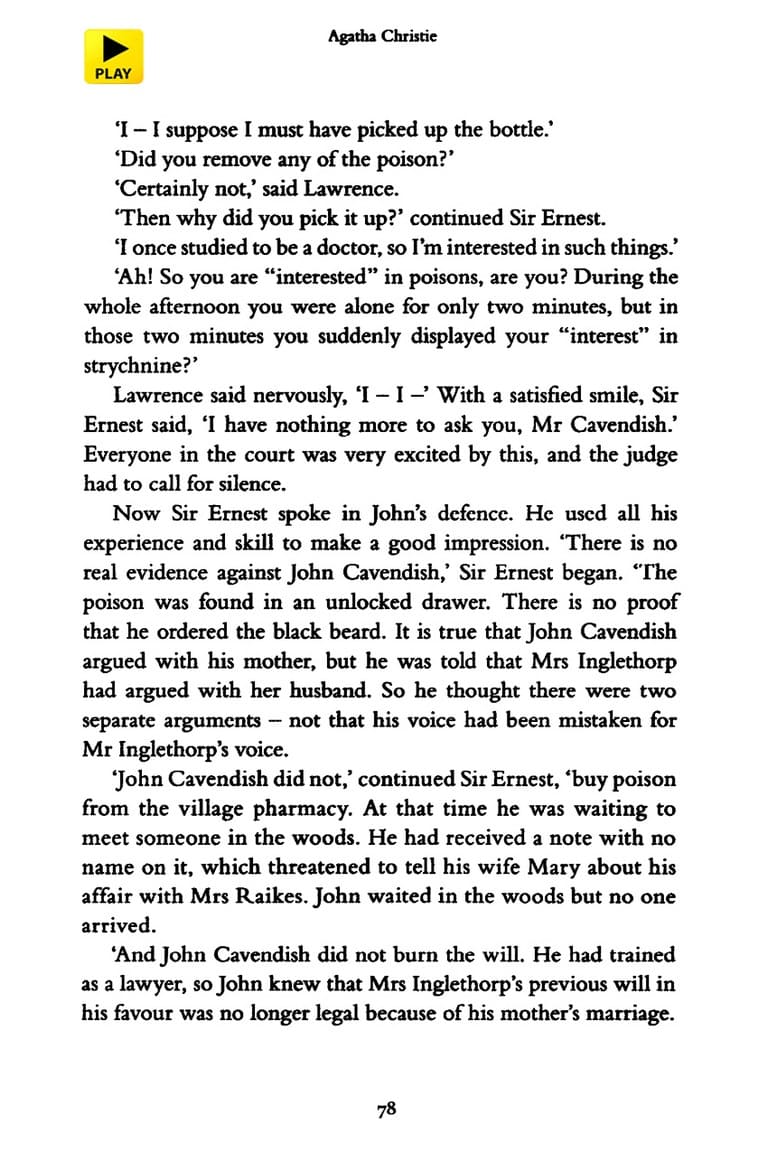 Agatha Christie
PLAY
‘I – I suppose I must have picked up the bottle.’
‘Did you remove any of the poison?’
‘Certainly not,’ said Lawrence.
‘Then why did you pick it up?’ continued Sir Ernest.
‘I once studied to be a doctor, so I’m interested in such things.’
‘Ah! So you are “interested” in poisons, are you? During the
whole afternoon you were alone for only two minutes, but in
those two minutes you suddenly displayed your “interest” in
strychnine?’
Lawrence said nervously, ‘I – I –’ With a satisfied smile, Sir
Ernest said, ‘I have nothing more to ask you, Mr Cavendish.’
Everyone in the court was very excited by this, and the judge
had to call for silence.
Now Sir Ernest spoke in John’s defence. He used all his
experience and skill to make a good impression. ‘There is no
real evidence against John Cavendish,’ Sir Ernest began. ‘The
poison was found in an unlocked drawer. There is no proof
that he ordered the black beard. It is true that John Cavendish
argued with his mother, but he was told that Mrs Inglethorp
had argued with her husband. So he thought there were two
separate arguments – not that his voice had been mistaken for
Mr Inglethorp’s voice.
‘John Cavendish did not,’ continued Sir Ernest, ‘buy poison
from the village pharmacy. At that time he was waiting to
meet someone in the woods. He had received a note with no
name on it, which threatened to tell his wife Mary about his
affair with Mrs Raikes. John waited in the woods but no one
arrived.
‘And John Cavendish did not burn the will. He had trained
as a lawyer, so John knew that Mrs Inglethorp’s previous will in
his favour was no longer legal because of his mother’s marriage.
78